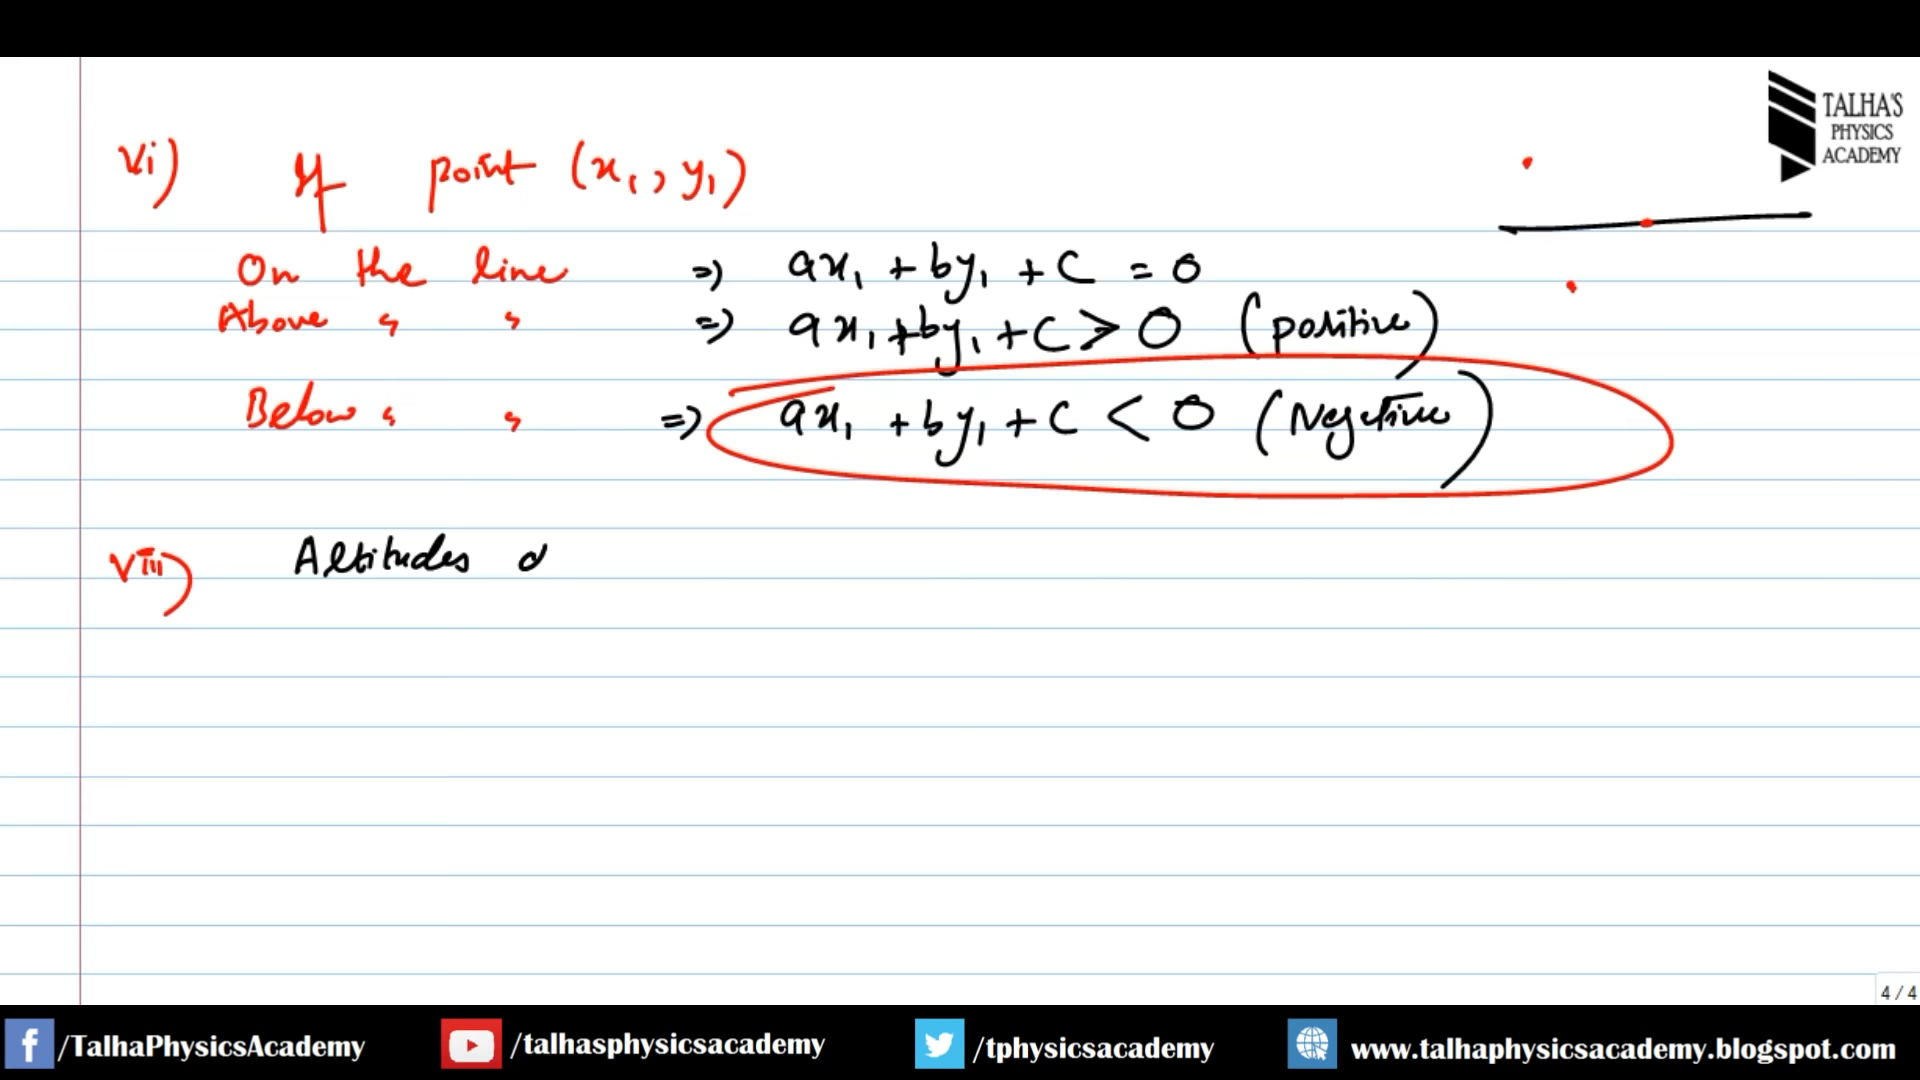 TALHA'S
PHYSICS
ACADEMY
vi) If point (x₁, y₁)
On the line ⇒ ax₁ + by₁ + C = 0
Above " " ⇒ ax₁ + by₁ + C > 0 (positive)
Below " " ⇒ ax₁ + by₁ + C < 0 (Negative)
viii) Altitudes o
4 / 4
/TalhaPhysicsAcademy /talhasphysicsacademy /tphysicsacademy www.talhaphysicsacademy.blogspot.com